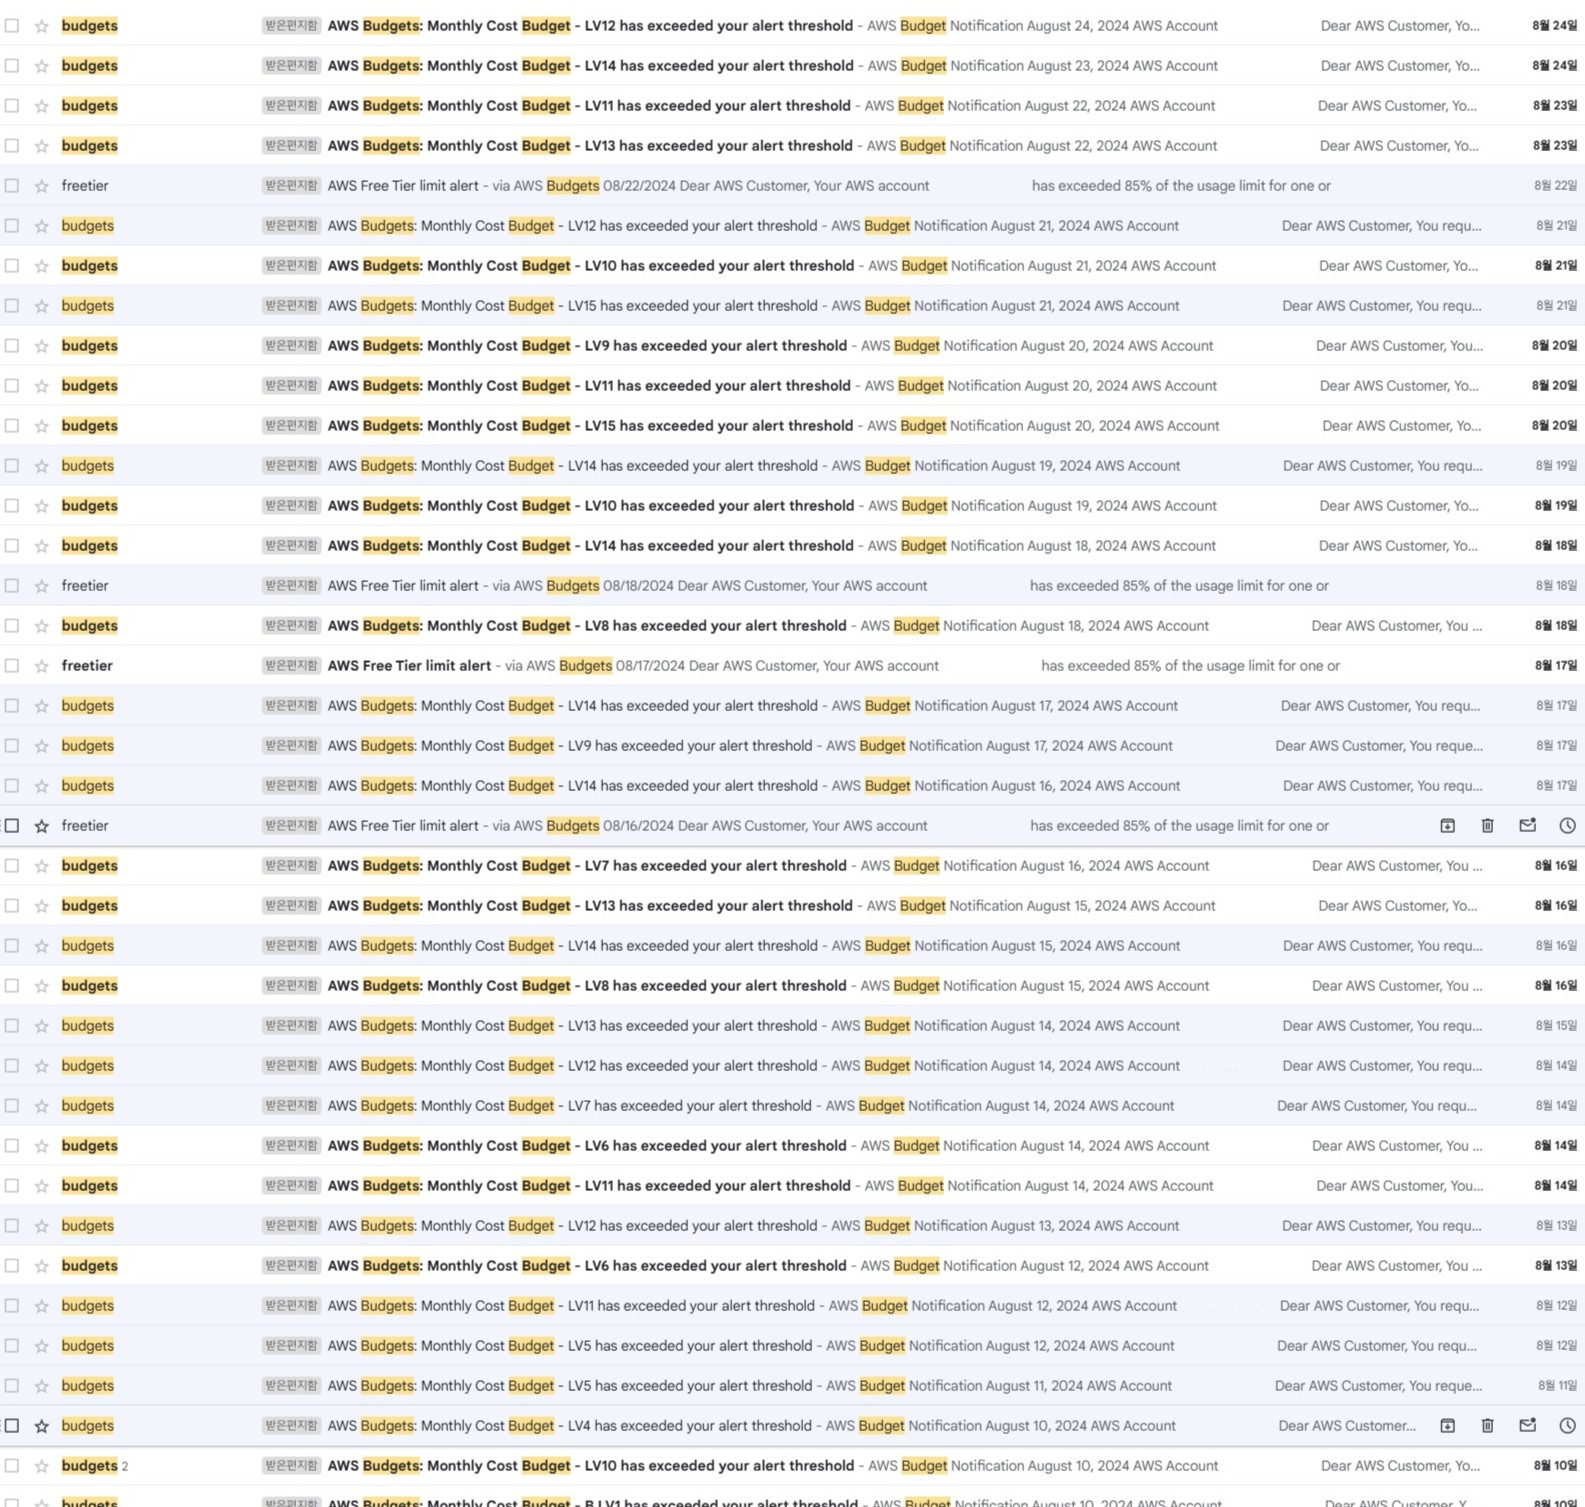 budgets 받은편지함 AWS Budgets: Monthly Cost Budget - LV12 has exceeded your alert threshold - AWS Budget Notification August 24, 2024 AWS Account Dear AWS Customer, Yo... 8월 24일
budgets 받은편지함 AWS Budgets: Monthly Cost Budget - LV14 has exceeded your alert threshold - AWS Budget Notification August 23, 2024 AWS Account Dear AWS Customer, Yo... 8월 24일
budgets 받은편지함 AWS Budgets: Monthly Cost Budget - LV11 has exceeded your alert threshold - AWS Budget Notification August 22, 2024 AWS Account Dear AWS Customer, Yo... 8월 23일
budgets 받은편지함 AWS Budgets: Monthly Cost Budget - LV13 has exceeded your alert threshold - AWS Budget Notification August 22, 2024 AWS Account Dear AWS Customer, Yo... 8월 23일
freetier 받은편지함 AWS Free Tier limit alert - via AWS Budgets 08/22/2024 Dear AWS Customer, Your AWS account has exceeded 85% of the usage limit for one or 8월 22일
budgets 받은편지함 AWS Budgets: Monthly Cost Budget - LV12 has exceeded your alert threshold - AWS Budget Notification August 21, 2024 AWS Account Dear AWS Customer, You requ... 8월 21일
budgets 받은편지함 AWS Budgets: Monthly Cost Budget - LV10 has exceeded your alert threshold - AWS Budget Notification August 21, 2024 AWS Account Dear AWS Customer, Yo... 8월 21일
budgets 받은편지함 AWS Budgets: Monthly Cost Budget - LV15 has exceeded your alert threshold - AWS Budget Notification August 21, 2024 AWS Account Dear AWS Customer, You requ... 8월 21일
budgets 받은편지함 AWS Budgets: Monthly Cost Budget - LV9 has exceeded your alert threshold - AWS Budget Notification August 20, 2024 AWS Account Dear AWS Customer, You... 8월 20일
budgets 받은편지함 AWS Budgets: Monthly Cost Budget - LV11 has exceeded your alert threshold - AWS Budget Notification August 20, 2024 AWS Account Dear AWS Customer, Yo... 8월 20일
budgets 받은편지함 AWS Budgets: Monthly Cost Budget - LV15 has exceeded your alert threshold - AWS Budget Notification August 20, 2024 AWS Account Dear AWS Customer, Yo... 8월 20일
budgets 받은편지함 AWS Budgets: Monthly Cost Budget - LV14 has exceeded your alert threshold - AWS Budget Notification August 19, 2024 AWS Account Dear AWS Customer, You requ... 8월 19일
budgets 받은편지함 AWS Budgets: Monthly Cost Budget - LV10 has exceeded your alert threshold - AWS Budget Notification August 19, 2024 AWS Account Dear AWS Customer, Yo... 8월 19일
budgets 받은편지함 AWS Budgets: Monthly Cost Budget - LV14 has exceeded your alert threshold - AWS Budget Notification August 18, 2024 AWS Account Dear AWS Customer, Yo... 8월 18일
freetier 받은편지함 AWS Free Tier limit alert - via AWS Budgets 08/18/2024 Dear AWS Customer, Your AWS account has exceeded 85% of the usage limit for one or 8월 18일
budgets 받은편지함 AWS Budgets: Monthly Cost Budget - LV8 has exceeded your alert threshold - AWS Budget Notification August 18, 2024 AWS Account Dear AWS Customer, You ... 8월 18일
freetier 받은편지함 AWS Free Tier limit alert - via AWS Budgets 08/17/2024 Dear AWS Customer, Your AWS account has exceeded 85% of the usage limit for one or 8월 17일
budgets 받은편지함 AWS Budgets: Monthly Cost Budget - LV14 has exceeded your alert threshold - AWS Budget Notification August 17, 2024 AWS Account Dear AWS Customer, You requ... 8월 17일
budgets 받은편지함 AWS Budgets: Monthly Cost Budget - LV9 has exceeded your alert threshold - AWS Budget Notification August 17, 2024 AWS Account Dear AWS Customer, You reque... 8월 17일
budgets 받은편지함 AWS Budgets: Monthly Cost Budget - LV14 has exceeded your alert threshold - AWS Budget Notification August 16, 2024 AWS Account Dear AWS Customer, You requ... 8월 17일
freetier 받은편지함 AWS Free Tier limit alert - via AWS Budgets 08/16/2024 Dear AWS Customer, Your AWS account has exceeded 85% of the usage limit for one or
budgets 받은편지함 AWS Budgets: Monthly Cost Budget - LV7 has exceeded your alert threshold - AWS Budget Notification August 16, 2024 AWS Account Dear AWS Customer, You ... 8월 16일
budgets 받은편지함 AWS Budgets: Monthly Cost Budget - LV13 has exceeded your alert threshold - AWS Budget Notification August 15, 2024 AWS Account Dear AWS Customer, Yo... 8월 16일
budgets 받은편지함 AWS Budgets: Monthly Cost Budget - LV14 has exceeded your alert threshold - AWS Budget Notification August 15, 2024 AWS Account Dear AWS Customer, You requ... 8월 16일
budgets 받은편지함 AWS Budgets: Monthly Cost Budget - LV8 has exceeded your alert threshold - AWS Budget Notification August 15, 2024 AWS Account Dear AWS Customer, You ... 8월 16일
budgets 받은편지함 AWS Budgets: Monthly Cost Budget - LV13 has exceeded your alert threshold - AWS Budget Notification August 14, 2024 AWS Account Dear AWS Customer, You requ... 8월 15일
budgets 받은편지함 AWS Budgets: Monthly Cost Budget - LV12 has exceeded your alert threshold - AWS Budget Notification August 14, 2024 AWS Account Dear AWS Customer, You requ... 8월 14일
budgets 받은편지함 AWS Budgets: Monthly Cost Budget - LV7 has exceeded your alert threshold - AWS Budget Notification August 14, 2024 AWS Account Dear AWS Customer, You requ... 8월 14일
budgets 받은편지함 AWS Budgets: Monthly Cost Budget - LV6 has exceeded your alert threshold - AWS Budget Notification August 14, 2024 AWS Account Dear AWS Customer, You ... 8월 14일
budgets 받은편지함 AWS Budgets: Monthly Cost Budget - LV11 has exceeded your alert threshold - AWS Budget Notification August 14, 2024 AWS Account Dear AWS Customer, You... 8월 14일
budgets 받은편지함 AWS Budgets: Monthly Cost Budget - LV12 has exceeded your alert threshold - AWS Budget Notification August 13, 2024 AWS Account Dear AWS Customer, You requ... 8월 13일
budgets 받은편지함 AWS Budgets: Monthly Cost Budget - LV6 has exceeded your alert threshold - AWS Budget Notification August 12, 2024 AWS Account Dear AWS Customer, You ... 8월 13일
budgets 받은편지함 AWS Budgets: Monthly Cost Budget - LV11 has exceeded your alert threshold - AWS Budget Notification August 12, 2024 AWS Account Dear AWS Customer, You requ... 8월 12일
budgets 받은편지함 AWS Budgets: Monthly Cost Budget - LV5 has exceeded your alert threshold - AWS Budget Notification August 12, 2024 AWS Account Dear AWS Customer, You requ... 8월 12일
budgets 받은편지함 AWS Budgets: Monthly Cost Budget - LV5 has exceeded your alert threshold - AWS Budget Notification August 11, 2024 AWS Account Dear AWS Customer, You reque... 8월 11일
budgets 받은편지함 AWS Budgets: Monthly Cost Budget - LV4 has exceeded your alert threshold - AWS Budget Notification August 10, 2024 AWS Account Dear AWS Customer...
budgets 2 받은편지함 AWS Budgets: Monthly Cost Budget - LV10 has exceeded your alert threshold - AWS Budget Notification August 10, 2024 AWS Account Dear AWS Customer, Yo... 8월 10일
budgets 받은편지함 AWS Budgets: Monthly Cost Budget - B LV1 has exceeded your alert threshold - AWS Budget Notification August 10, 2024 AWS Account Dear AWS Customer, Y... 8월 10일